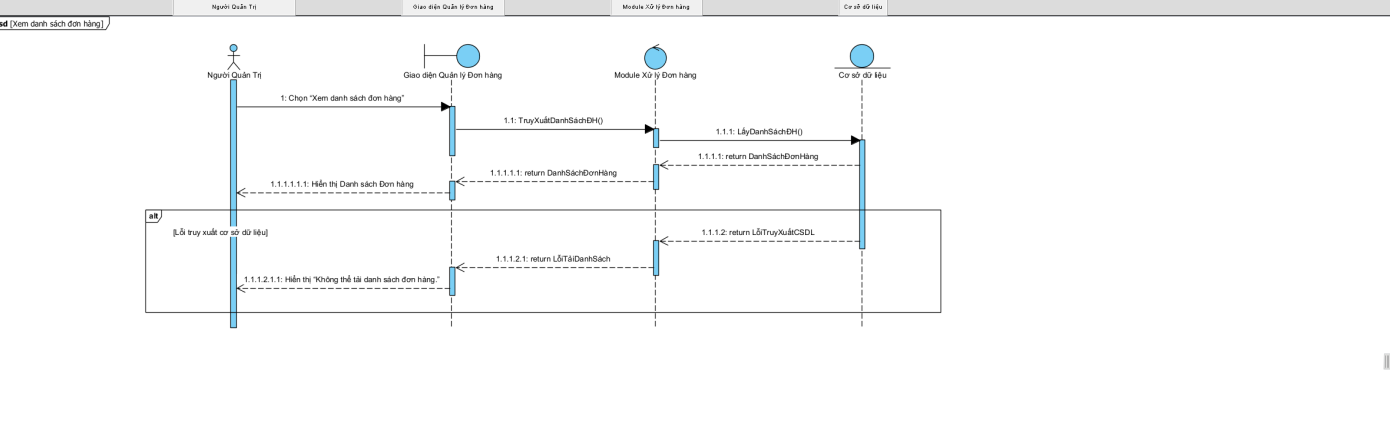 Người Quản Trị
Giao diện Quản lý Đơn hàng
Module Xử lý Đơn hàng
Cơ sở dữ liệu
sd [Xem danh sách đơn hàng]
Người Quản Trị
Giao diện Quản lý Đơn hàng
Module Xử lý Đơn hàng
Cơ sở dữ liệu
1: Chọn "Xem danh sách đơn hàng"
1.1: TruyXuấtDanhSáchĐH()
1.1.1: LấyDanhSáchĐH()
1.1.1.1: return DanhSáchĐơnHàng
1.1.1.1.1: return DanhSáchĐơnHàng
1.1.1.1.1.1: Hiển thị Danh sách Đơn hàng
alt
[Lỗi truy xuất cơ sở dữ liệu]
1.1.1.2: return LỗiTruyXuấtCSDL
1.1.1.2.1: return LỗiTảiDanhSách
1.1.1.2.1.1: Hiển thị "Không thể tải danh sách đơn hàng."